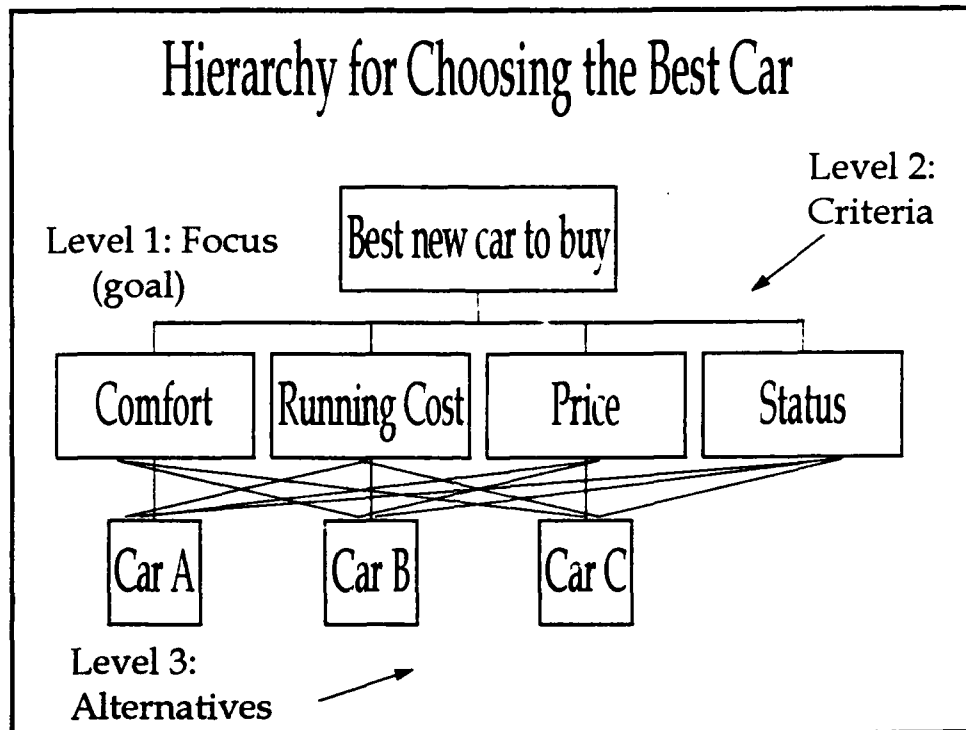 Hierarchy for Choosing the Best Car
Level 2:
Criteria
Best new car to buy
Level 1: Focus
(goal)
Comfort
Running Cost
Price
Status
Car A
Car B
Car C
Level 3:
Alternatives